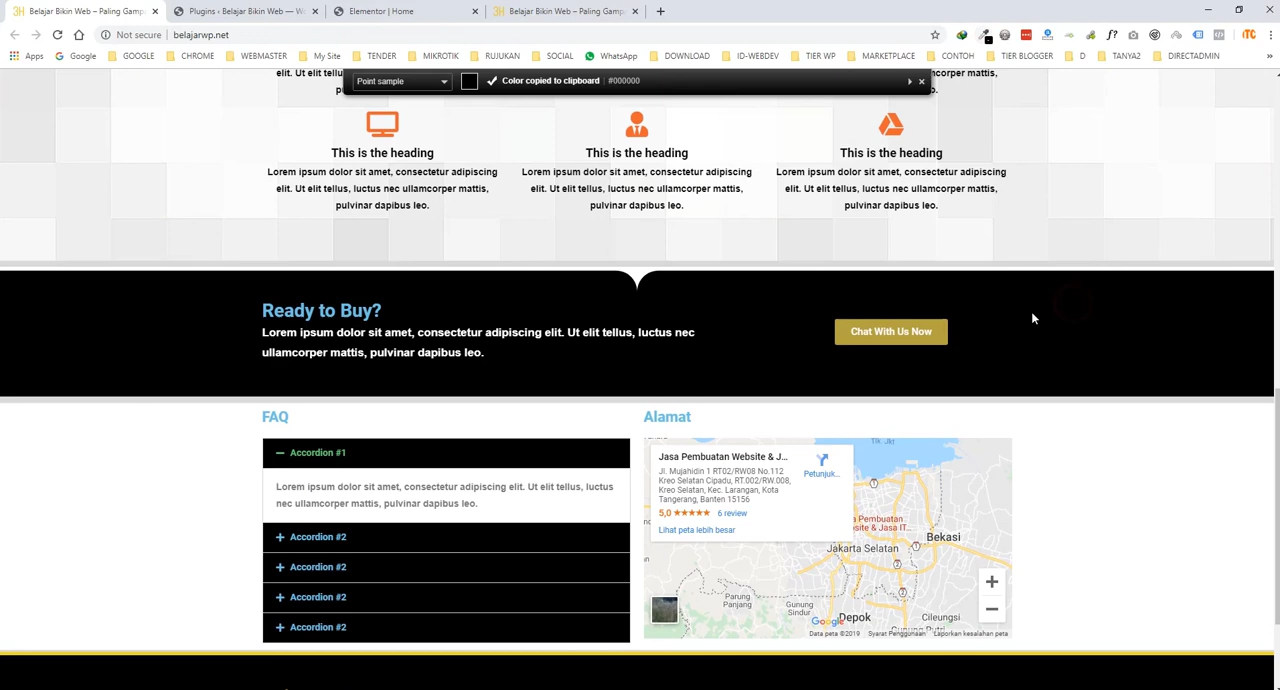 Belajar Bikin Web – Paling Gampa
Plugins ‹ Belajar Bikin Web — W
Elementor | Home
Belajar Bikin Web – Paling Gampa
Not secure
belajarwp.net
Apps
Google
GOOGLE
CHROME
WEBMASTER
My Site
TENDER
MIKROTIK
RUJUKAN
SOCIAL
WhatsApp
DOWNLOAD
ID-WEBDEV
TIER WP
MARKETPLACE
CONTOH
TIER BLOGGER
D
TANYA2
DIRECTADMIN
Point sample
Color copied to clipboard | #000000
This is the heading
Lorem ipsum dolor sit amet, consectetur adipiscing
elit. Ut elit tellus, luctus nec ullamcorper mattis,
pulvinar dapibus leo.
This is the heading
Lorem ipsum dolor sit amet, consectetur adipiscing
elit. Ut elit tellus, luctus nec ullamcorper mattis,
pulvinar dapibus leo.
This is the heading
Lorem ipsum dolor sit amet, consectetur adipiscing
elit. Ut elit tellus, luctus nec ullamcorper mattis,
pulvinar dapibus leo.
Ready to Buy?
Lorem ipsum dolor sit amet, consectetur adipiscing elit. Ut elit tellus, luctus nec
ullamcorper mattis, pulvinar dapibus leo.
Chat With Us Now
FAQ
Accordion #1
Lorem ipsum dolor sit amet, consectetur adipiscing elit. Ut elit tellus, luctus
nec ullamcorper mattis, pulvinar dapibus leo.
Accordion #2
Accordion #2
Accordion #2
Accordion #2
Alamat
Jasa Pembuatan Website & J...
Petunjuk...
Jl. Mujahidin 1 RT02/RW08 No.112
Kreo Selatan Cipadu, RT.002/RW.008,
Kreo Selatan, Kec. Larangan, Kota
Tangerang, Banten 15156
5,0 ★★★★★ 6 review
Lihat peta lebih besar
Tlk. Jkt
a Pembuatan
site & Jasa IT...
Jakarta Selatan
Bekasi
Parung
Panjang
Gunung
Sindur
Depok
Cileungsi
Google
Data peta ©2019
Syarat Penggunaan
Laporkan kesalahan peta